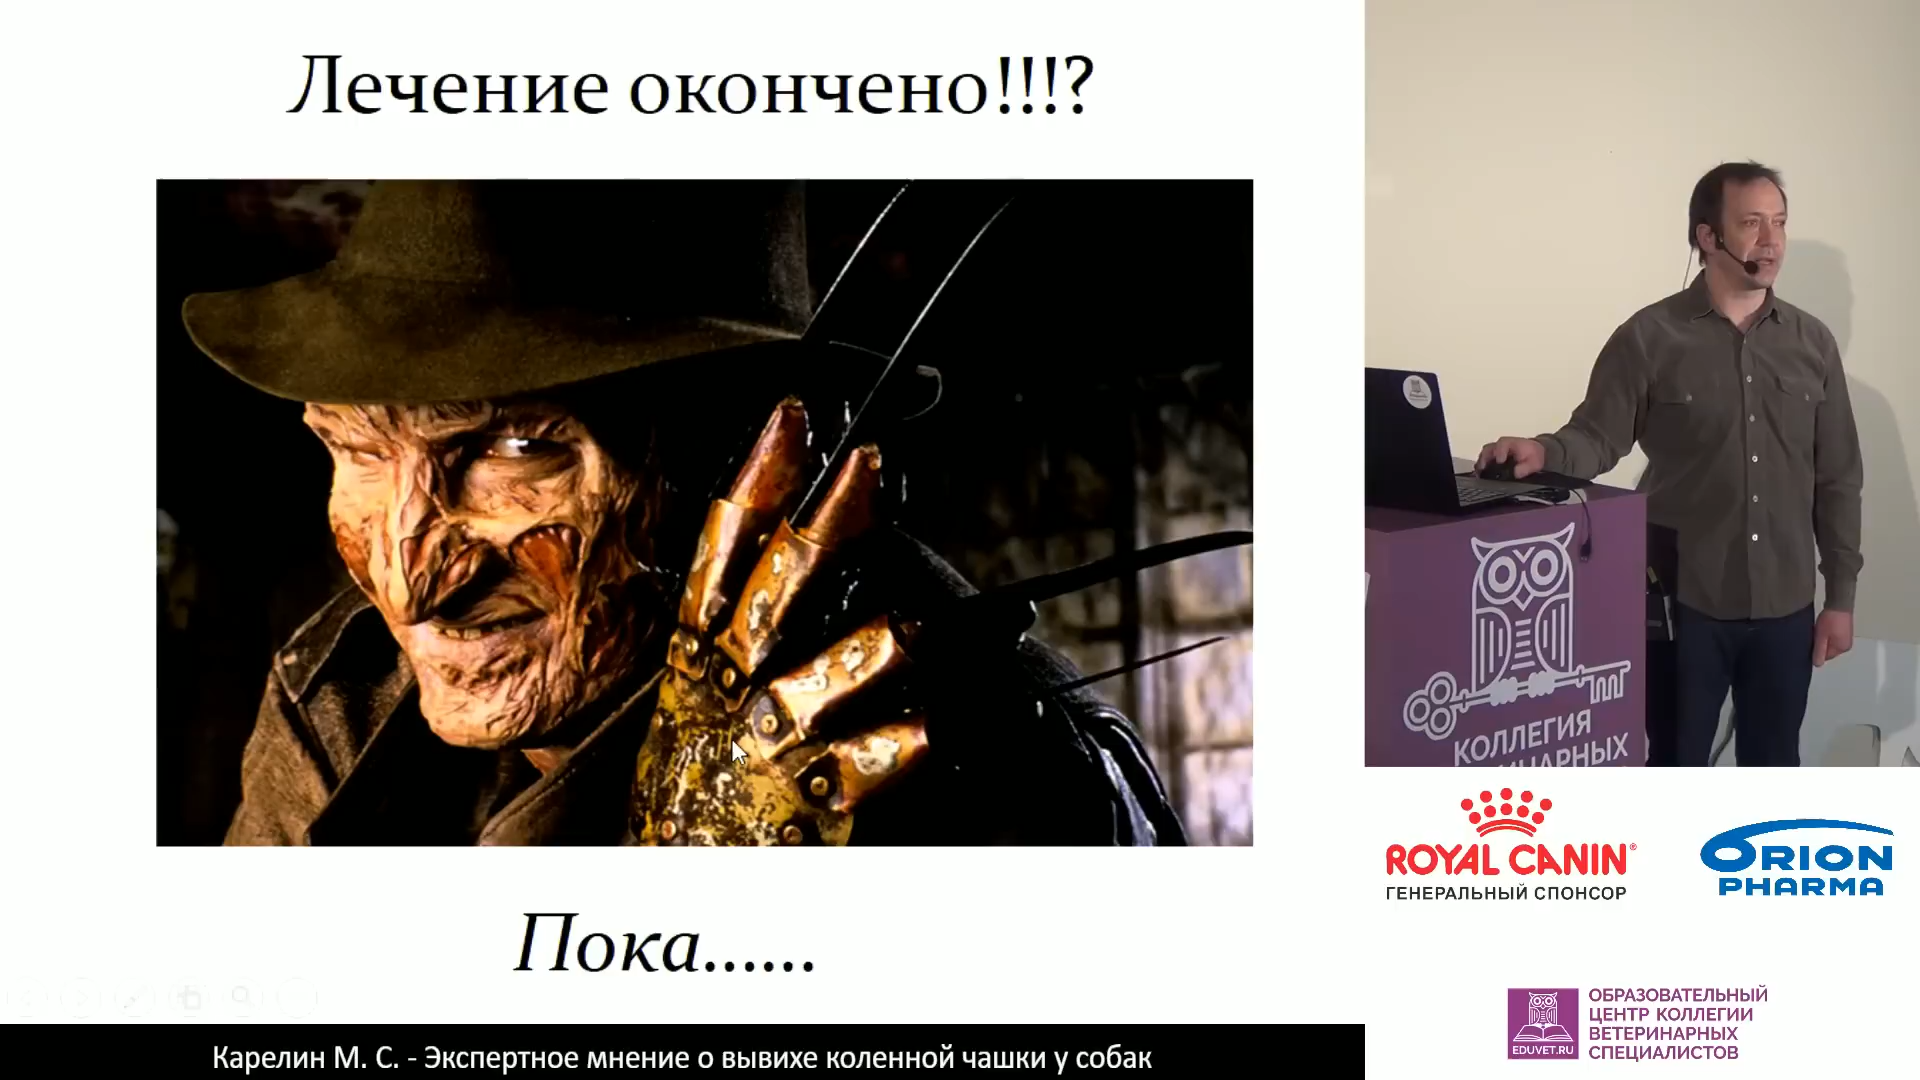 Лечение окончено!!!?
Пока......
Карелин М. С. - Экспертное мнение о вывихе коленной чашки у собак
КОЛЛЕГИЯ
ROYAL CANIN®
ГЕНЕРАЛЬНЫЙ СПОНСОР
ORION
PHARMA
EDUVET.RU
ОБРАЗОВАТЕЛЬНЫЙ
ЦЕНТР КОЛЛЕГИИ
ВЕТЕРИНАРНЫХ
СПЕЦИАЛИСТОВ